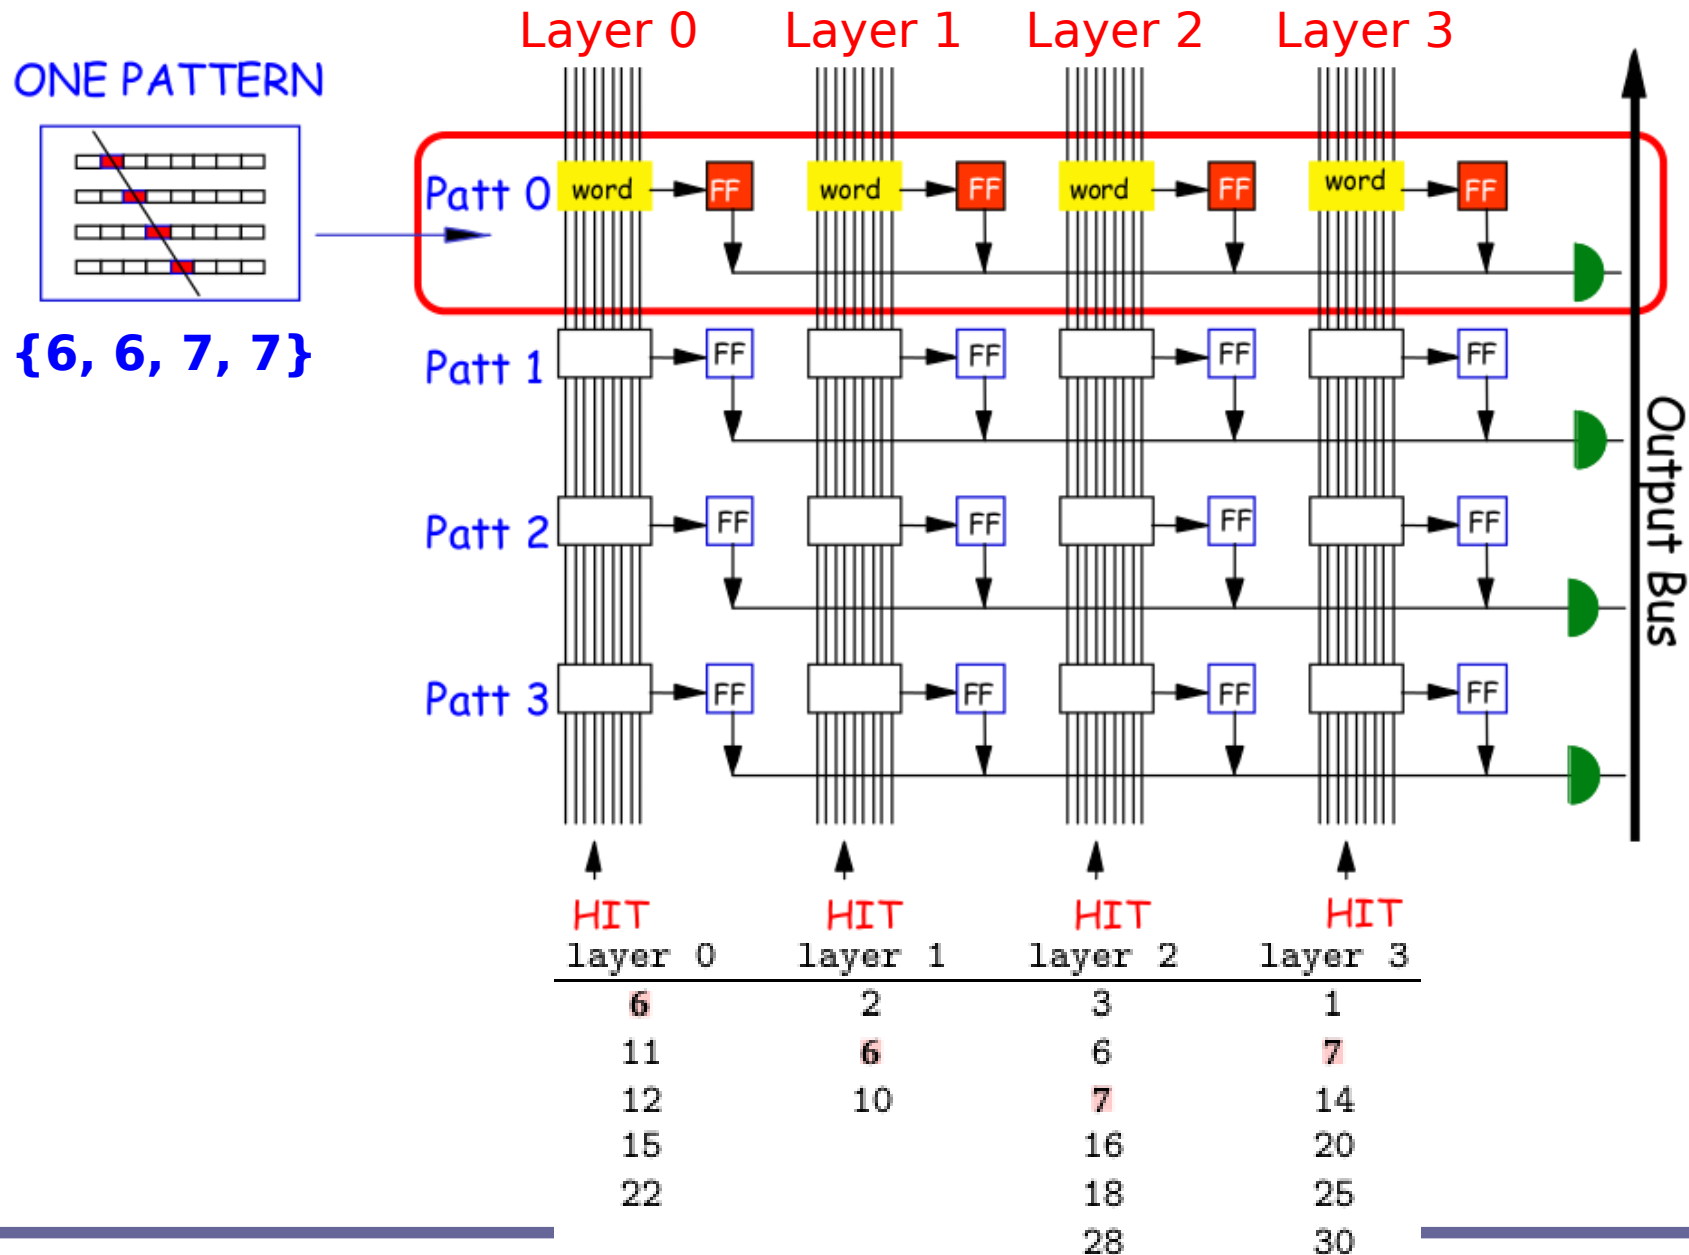 Layer 0 Layer 1 Layer 2 Layer 3
ONE PATTERN
{6, 6, 7, 7}
Patt 0 word FF word FF word FF word FF
Patt 1 FF FF FF FF
Patt 2 FF FF FF FF
Patt 3 FF FF FF FF
Output Bus
HIT HIT HIT HIT
layer 0 layer 1 layer 2 layer 3
6 2 3 1
11 6 6 7
12 10 7 14
15 16 20
22 18 25
28 30